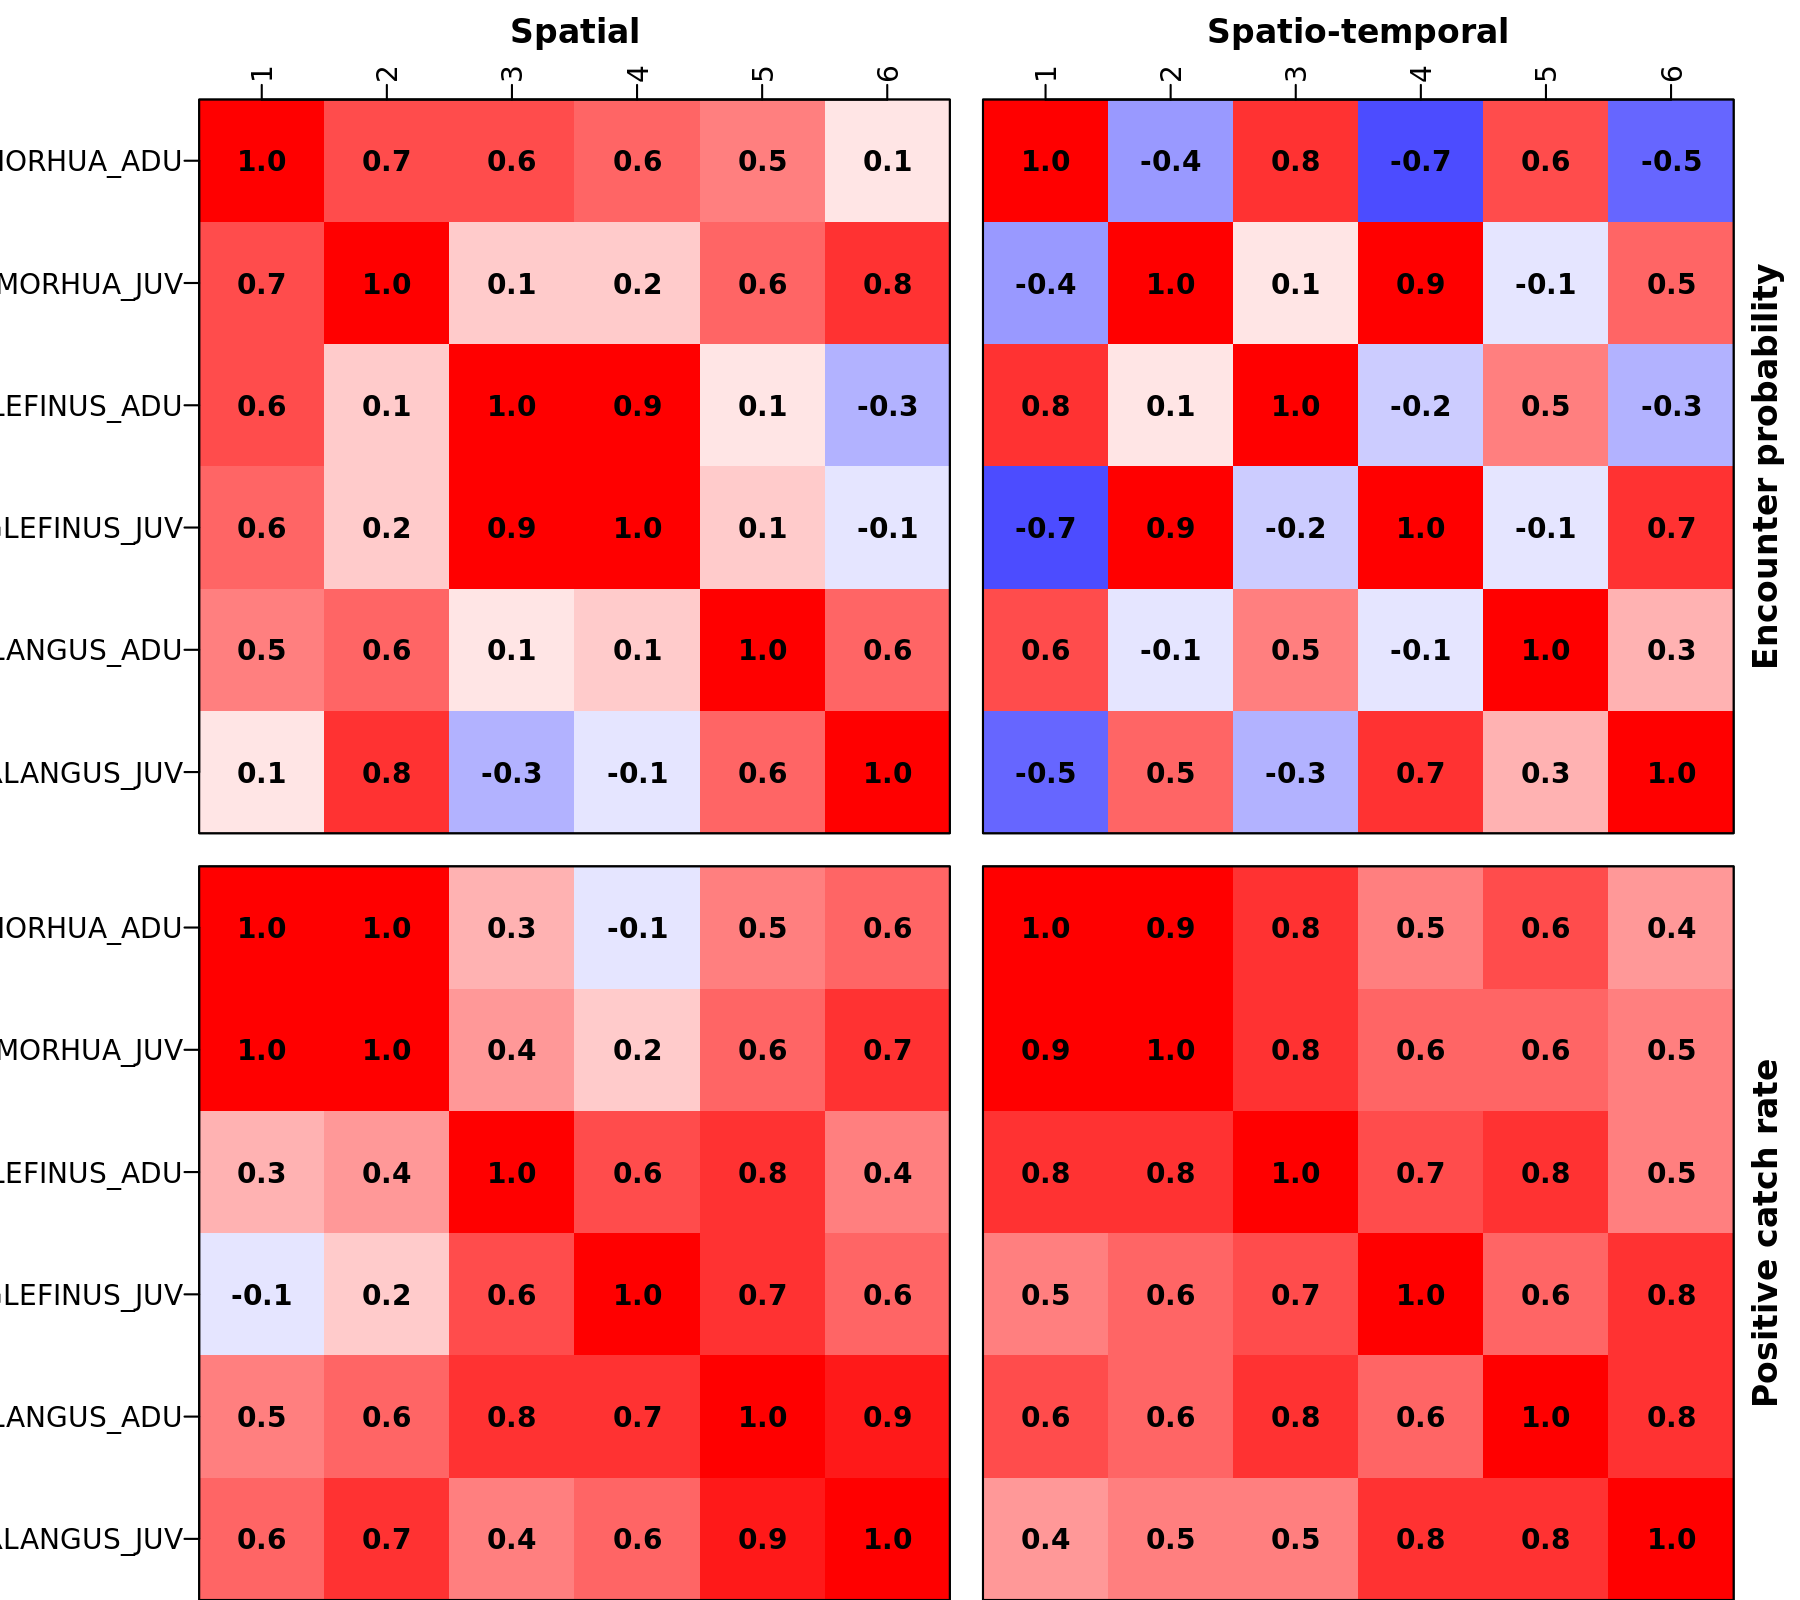 Spatial Spatio-temporal
1 2 3 4 5 6 1 2 3 4 5 6
ORHUA_ADU 1.0 0.7 0.6 0.6 0.5 0.1 1.0 -0.4 0.8 -0.7 0.6 -0.5
MORHUA_JUV 0.7 1.0 0.1 0.2 0.6 0.8 -0.4 1.0 0.1 0.9 -0.1 0.5
LEFINUS_ADU 0.6 0.1 1.0 0.9 0.1 -0.3 0.8 0.1 1.0 -0.2 0.5 -0.3
LEFINUS_JUV 0.6 0.2 0.9 1.0 0.1 -0.1 -0.7 0.9 -0.2 1.0 -0.1 0.7
LANGUS_ADU 0.5 0.6 0.1 0.1 1.0 0.6 0.6 -0.1 0.5 -0.1 1.0 0.3
LANGUS_JUV 0.1 0.8 -0.3 -0.1 0.6 1.0 -0.5 0.5 -0.3 0.7 0.3 1.0
Encounter probability
ORHUA_ADU 1.0 1.0 0.3 -0.1 0.5 0.6 1.0 0.9 0.8 0.5 0.6 0.4
MORHUA_JUV 1.0 1.0 0.4 0.2 0.6 0.7 0.9 1.0 0.8 0.6 0.6 0.5
LEFINUS_ADU 0.3 0.4 1.0 0.6 0.8 0.4 0.8 0.8 1.0 0.7 0.8 0.5
LEFINUS_JUV -0.1 0.2 0.6 1.0 0.7 0.6 0.5 0.6 0.7 1.0 0.6 0.8
LANGUS_ADU 0.5 0.6 0.8 0.7 1.0 0.9 0.6 0.6 0.8 0.6 1.0 0.8
LANGUS_JUV 0.6 0.7 0.4 0.6 0.9 1.0 0.4 0.5 0.5 0.8 0.8 1.0
Positive catch rate